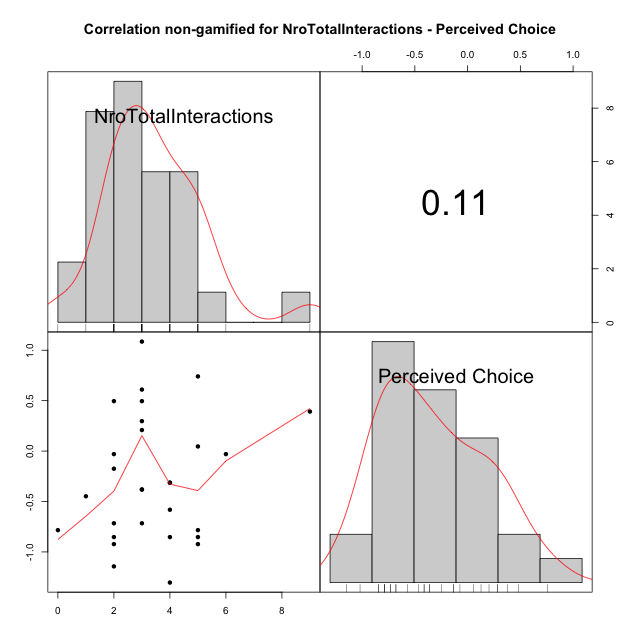 Correlation non-gamified for NroTotalInteractions - Perceived Choice
-1.0 -0.5 0.0 0.5 1.0
NroTotalInteractions
0.11
8
6
4
2
0
1.0
0.5
0.0
-0.5
-1.0
Perceived Choice
0 2 4 6 8